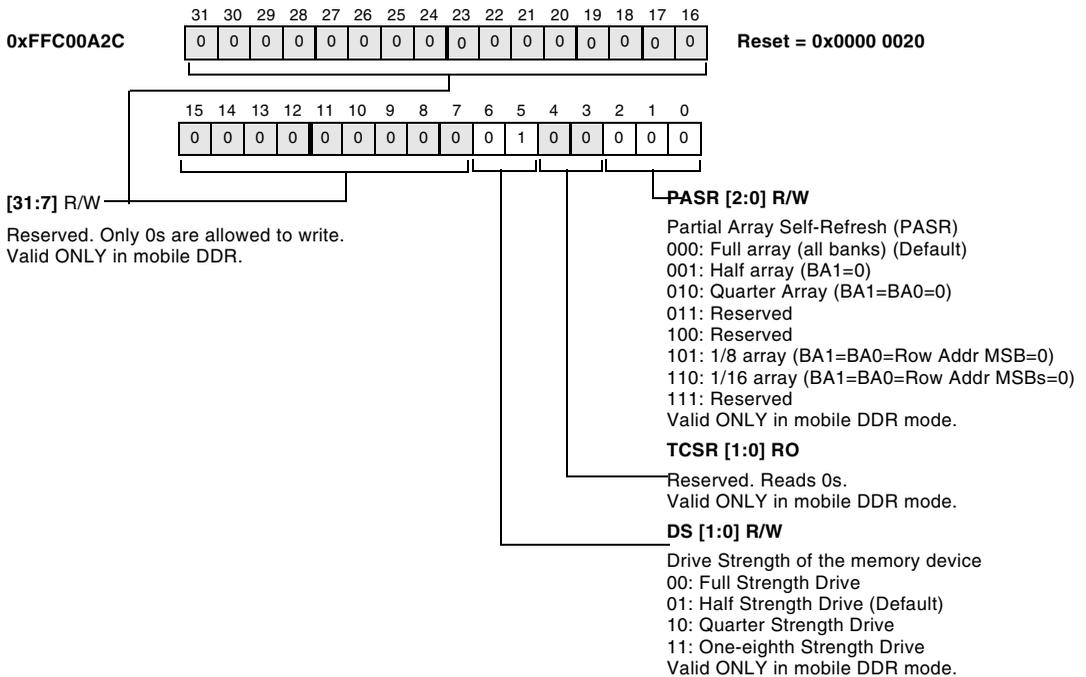 31 30 29 28 27 26 25 24 23 22 21 20 19 18 17 16
0xFFC00A2C 0 0 0 0 0 0 0 0 0 0 0 0 0 0 0 0 Reset = 0x0000 0020
15 14 13 12 11 10 9 8 7 6 5 4 3 2 1 0
0 0 0 0 0 0 0 0 0 0 1 0 0 0 0 0
[31:7] R/W
Reserved. Only 0s are allowed to write.
Valid ONLY in mobile DDR.
PASR [2:0] R/W
Partial Array Self-Refresh (PASR)
000: Full array (all banks) (Default)
001: Half array (BA1=0)
010: Quarter Array (BA1=BA0=0)
011: Reserved
100: Reserved
101: 1/8 array (BA1=BA0=Row Addr MSB=0)
110: 1/16 array (BA1=BA0=Row Addr MSBs=0)
111: Reserved
Valid ONLY in mobile DDR mode.
TCSR [1:0] RO
Reserved. Reads 0s.
Valid ONLY in mobile DDR mode.
DS [1:0] R/W
Drive Strength of the memory device
00: Full Strength Drive
01: Half Strength Drive (Default)
10: Quarter Strength Drive
11: One-eighth Strength Drive
Valid ONLY in mobile DDR mode.